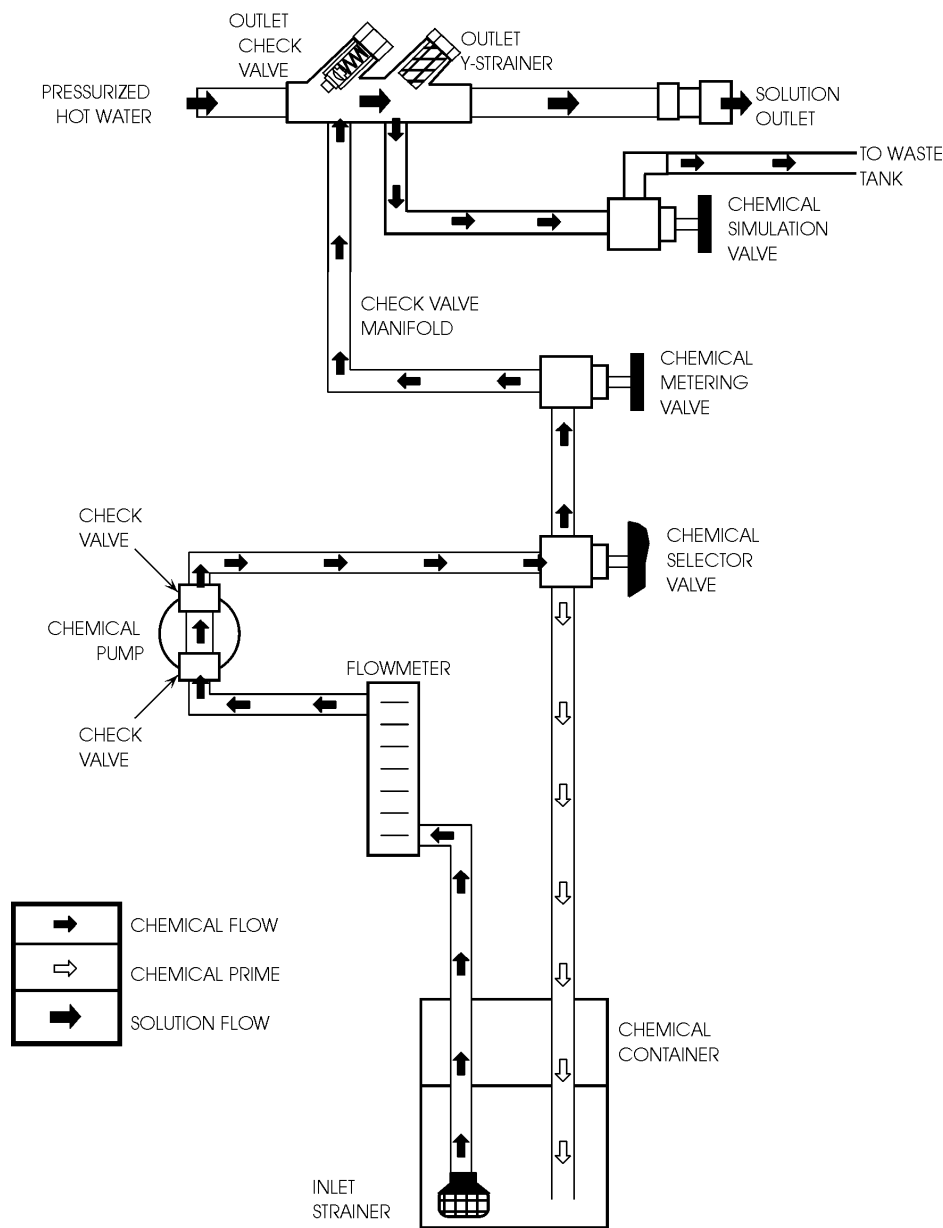 OUTLET
CHECK
VALVE
OUTLET
Y-STRAINER
PRESSURIZED
HOT WATER
SOLUTION
OUTLET
TO WASTE
TANK
CHEMICAL
SIMULATION
VALVE
CHECK VALVE
MANIFOLD
CHEMICAL
METERING
VALVE
CHECK
VALVE
CHEMICAL
SELECTOR
VALVE
CHEMICAL
PUMP
FLOWMETER
CHECK
VALVE
CHEMICAL FLOW
CHEMICAL PRIME
SOLUTION FLOW
CHEMICAL
CONTAINER
INLET
STRAINER